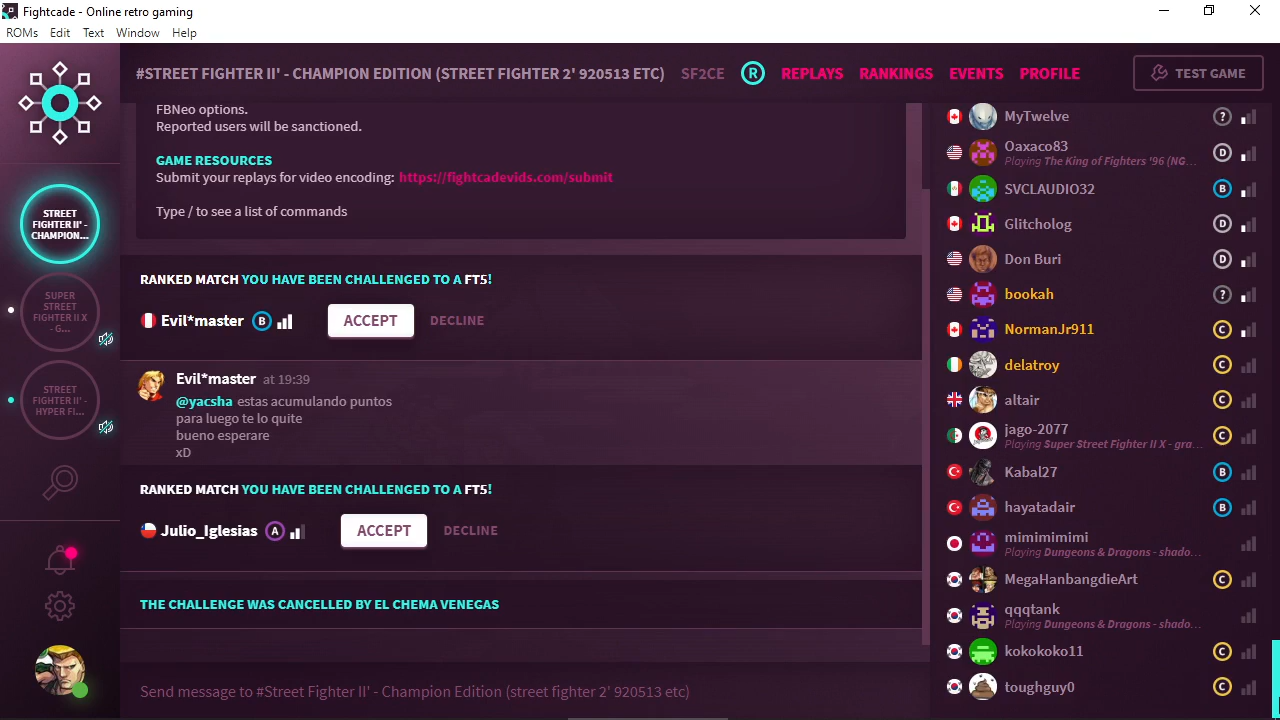 Fightcade - Online retro gaming
ROMs Edit Text Window Help
#STREET FIGHTER II' - CHAMPION EDITION (STREET FIGHTER 2' 920513 ETC) SF2CE R REPLAYS RANKINGS EVENTS PROFILE TEST GAME
STREET
FIGHTER II' -
CHAMPION...
SUPER
STREET
FIGHTER II X
- G...
STREET
FIGHTER II' -
HYPER FI...
FBNeo options.
Reported users will be sanctioned.
GAME RESOURCES
Submit your replays for video encoding: https://fightcadevids.com/submit
Type / to see a list of commands
RANKED MATCH YOU HAVE BEEN CHALLENGED TO A FT5!
Evil*master B ACCEPT DECLINE
Evil*master at 19:39
@yacsha estas acumulando puntos
para luego te lo quite
bueno esperare
xD
RANKED MATCH YOU HAVE BEEN CHALLENGED TO A FT5!
Julio_Iglesias A ACCEPT DECLINE
THE CHALLENGE WAS CANCELLED BY EL CHEMA VENEGAS
Send message to #Street Fighter II' - Champion Edition (street fighter 2' 920513 etc)
MyTwelve ?
Oaxaco83 D
Playing The King of Fighters '96 (NG...
SVCLAUDIO32 B
Glitcholog D
Don Buri D
bookah ?
NormanJr911 C
delatroy C
altair C
jago-2077 C
Playing Super Street Fighter II X - gra...
Kabal27 B
hayatadair B
mimimimimi
Playing Dungeons & Dragons - shado...
MegaHanbangdieArt C
qqqtank
Playing Dungeons & Dragons - shado...
kokokoko11 C
toughguy0 C